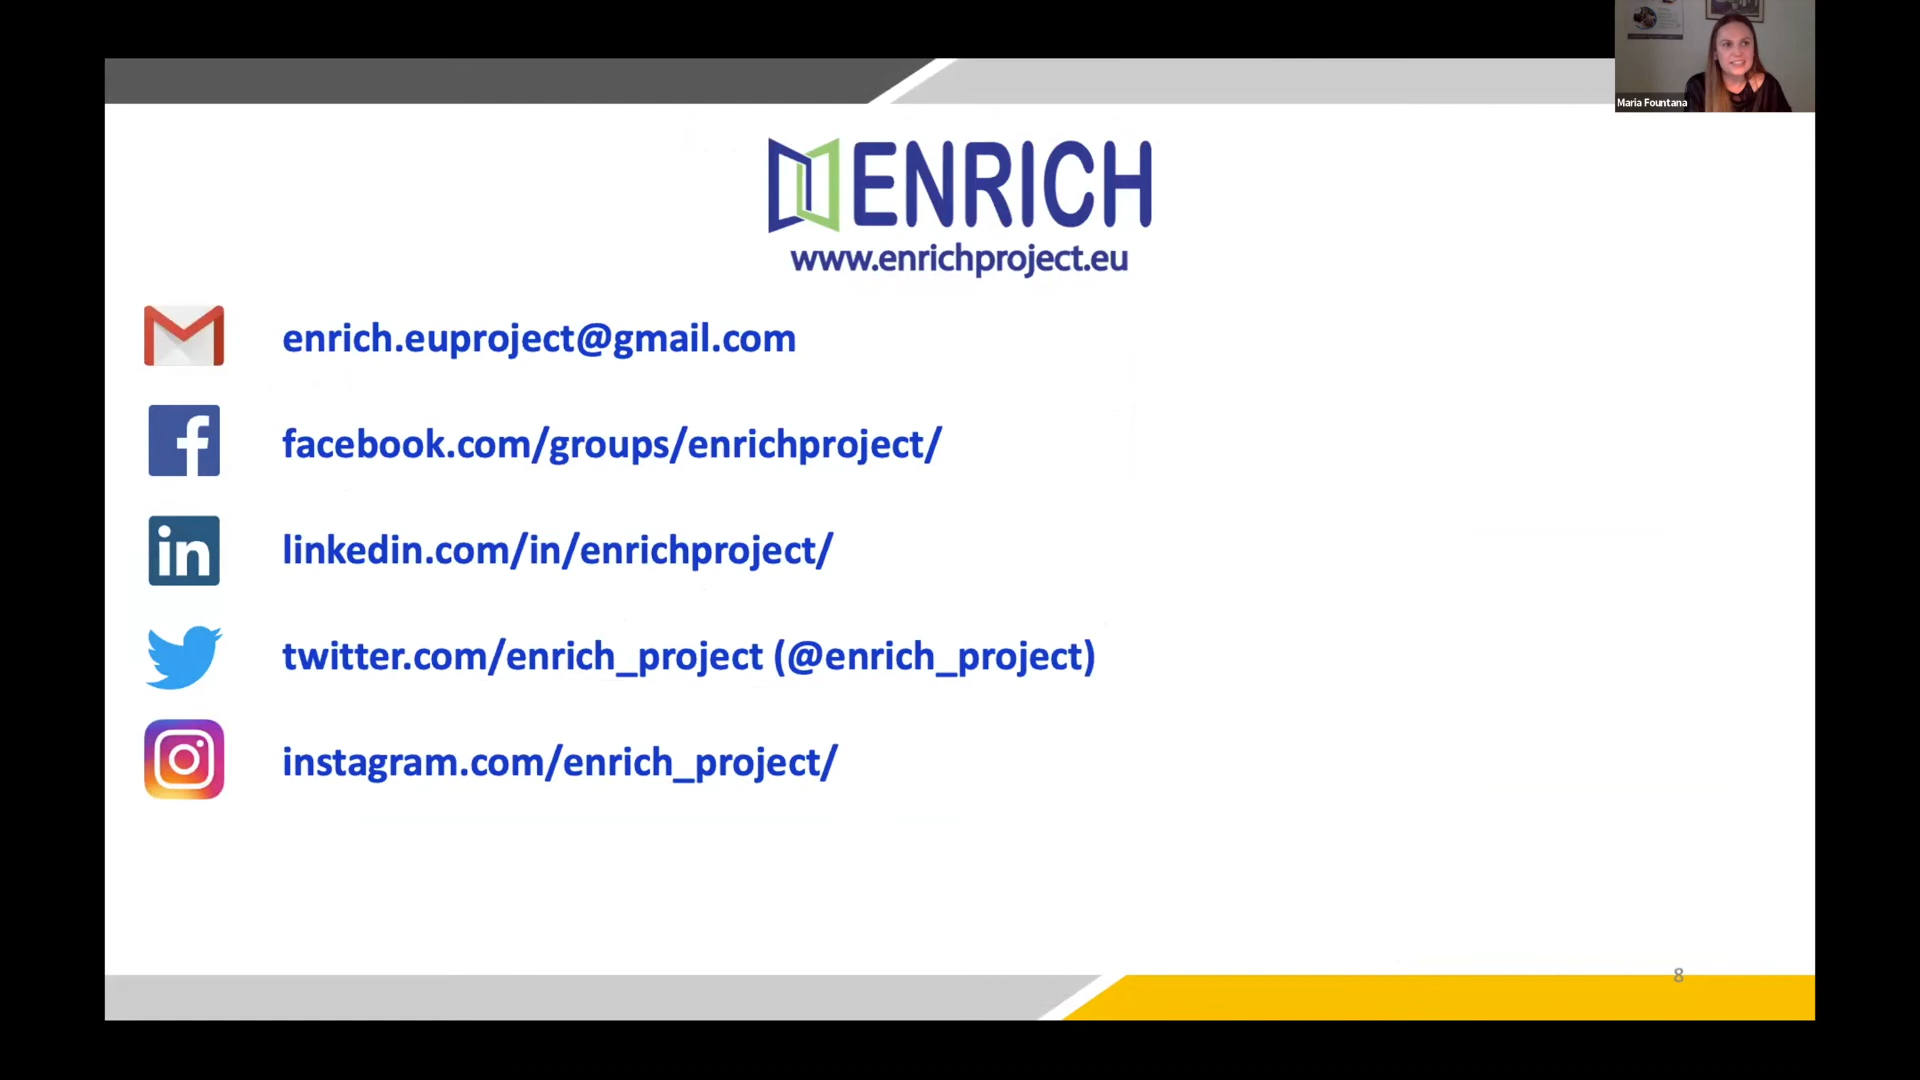 Maria Fountana
ENRICH
www.enrichproject.eu
enrich.euproject@gmail.com
facebook.com/groups/enrichproject/
linkedin.com/in/enrichproject/
twitter.com/enrich_project (@enrich_project)
instagram.com/enrich_project/
8